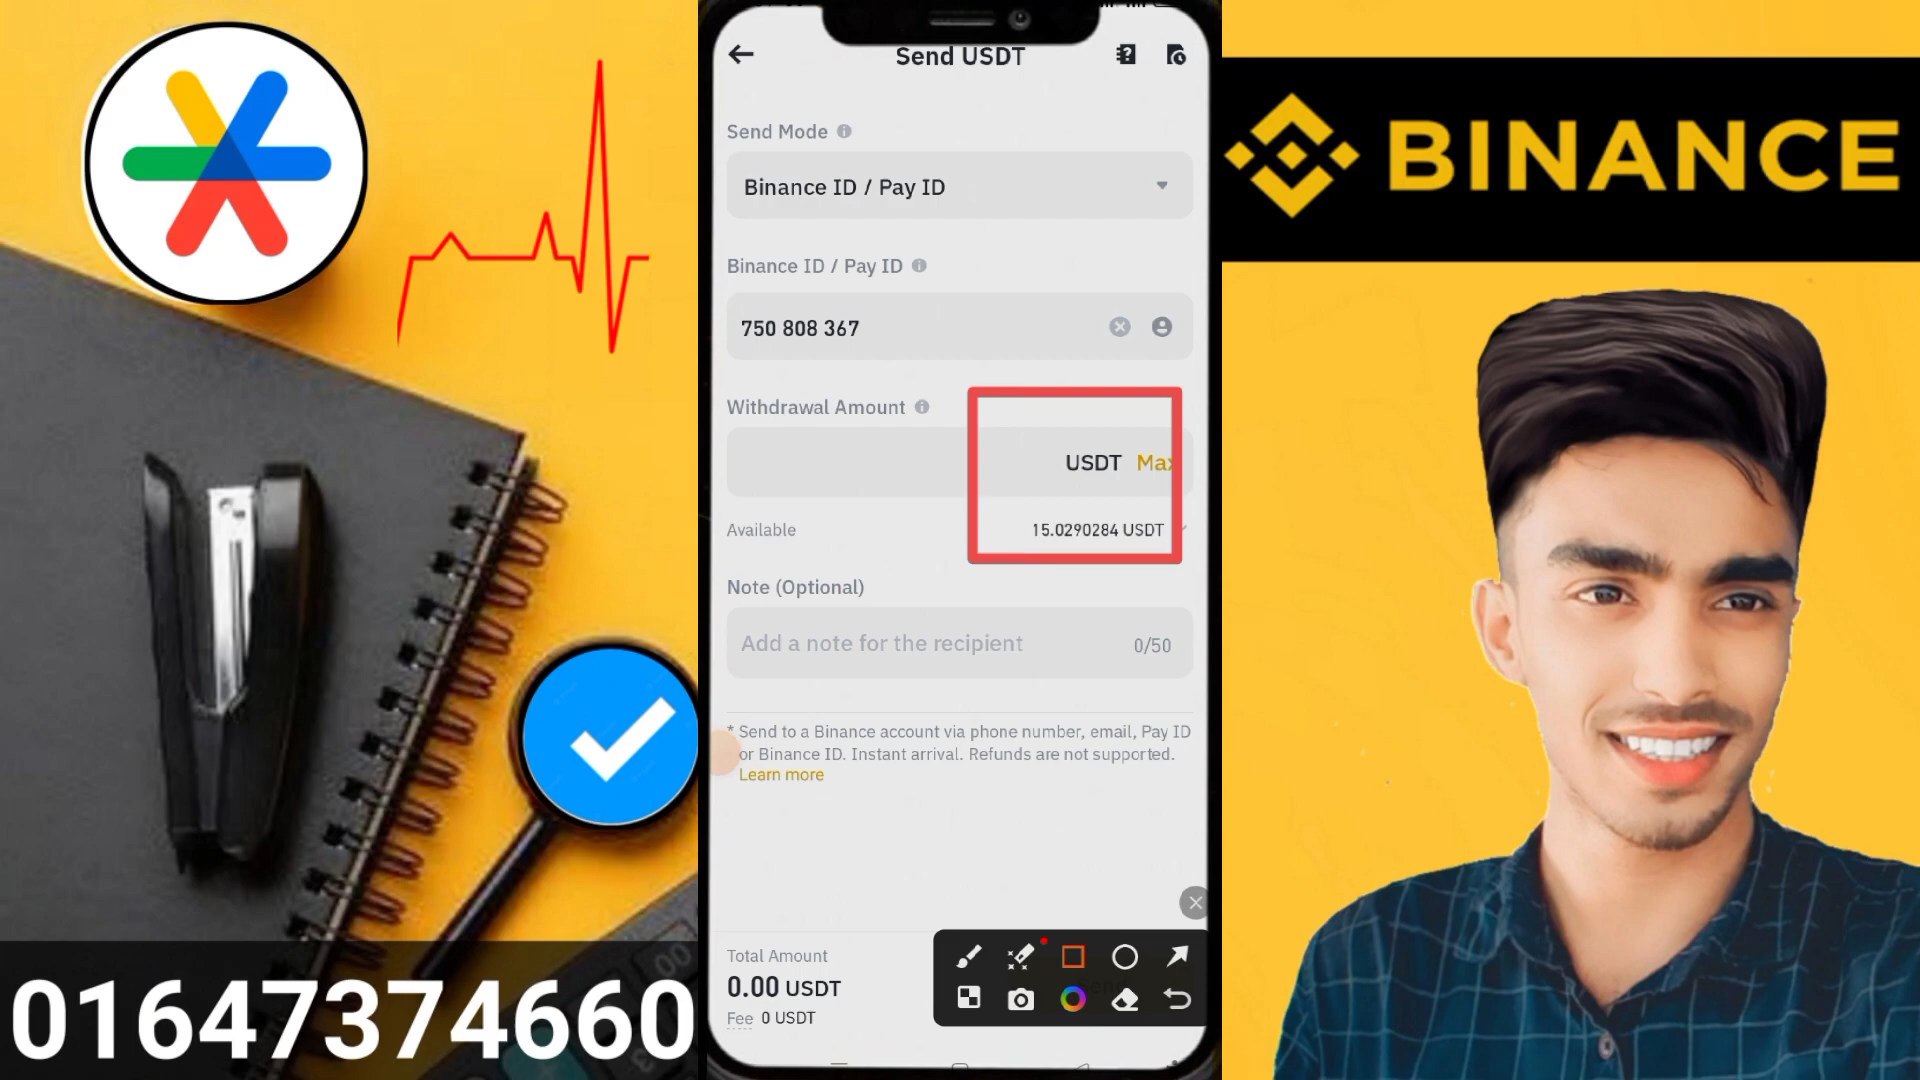 Send USDT
Send Mode
Binance ID / Pay ID
Binance ID / Pay ID
750 808 367
Withdrawal Amount
USDT Max
Available 15.0290284 USDT
Note (Optional)
Add a note for the recipient 0/50
* Send to a Binance account via phone number, email, Pay ID
or Binance ID. Instant arrival. Refunds are not supported.
Learn more
Total Amount
0.00 USDT
Fee 0 USDT
01647374660
BINANCE